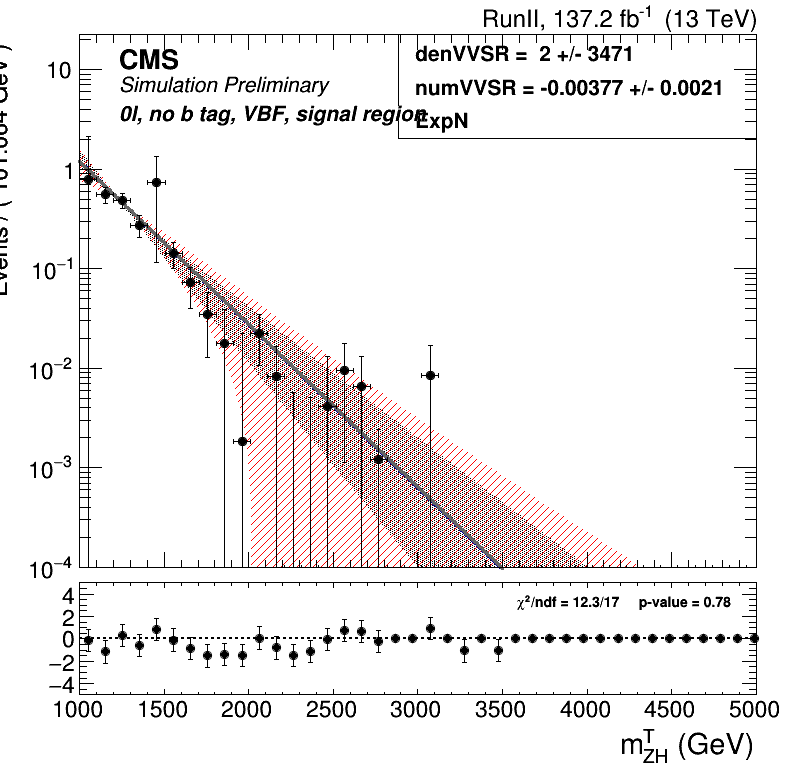 RunII, 137.2 fb⁻¹ (13 TeV)
CMS
Simulation Preliminary
0l, no b tag, VBF, signal region
denVVSR = 2 +/- 3471
numVVSR = -0.00377 +/- 0.0021
ExpN
10
1
10⁻¹
10⁻²
10⁻³
10⁻⁴
χ²/ndf = 12.3/17 p-value = 0.78
4
2
0
−2
−4
1000 1500 2000 2500 3000 3500 4000 4500 5000
m^T_ZH (GeV)